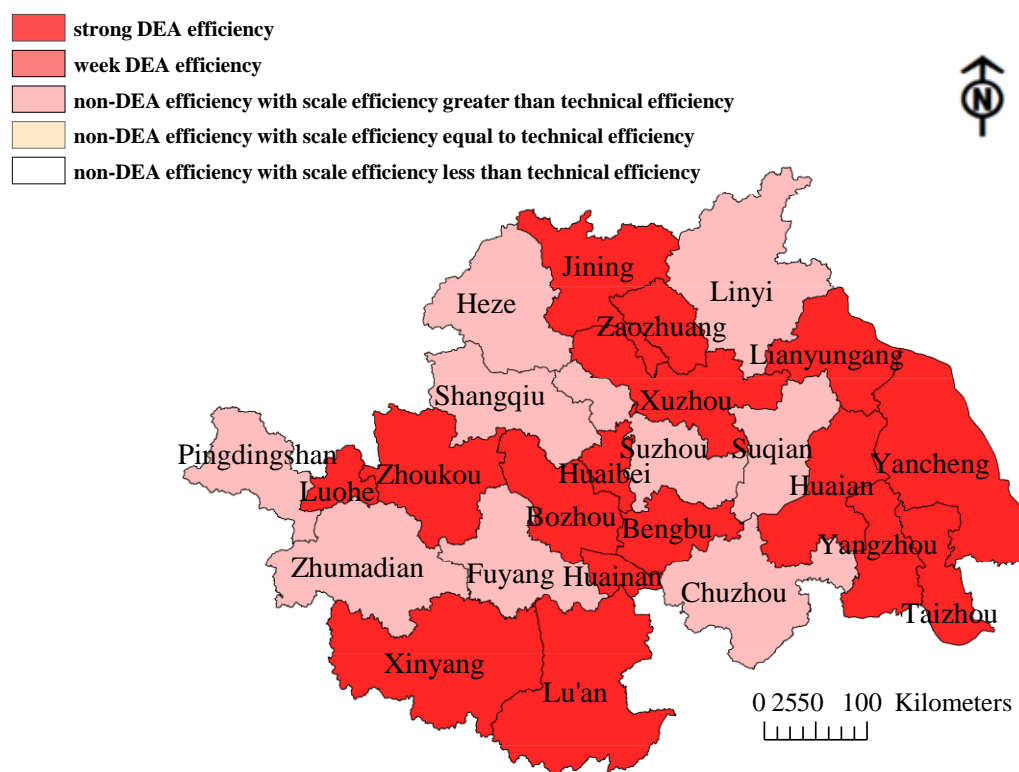 strong DEA efficiency
week DEA efficiency
non-DEA efficiency with scale efficiency greater than technical efficiency
non-DEA efficiency with scale efficiency equal to technical efficiency
non-DEA efficiency with scale efficiency less than technical efficiency
N
Jining
Linyi
Heze
Zaozhuang
Lianyungang
Shangqiu
Xuzhou
Pingdingshan
Suzhou
Suqian
Luohe
Zhoukou
Huaibei
Yancheng
Huaian
Bozhou
Bengbu
Yangzhou
Zhumadian
Fuyang
Huainan
Chuzhou
Taizhou
Xinyang
Lu'an
0 2550 100 Kilometers